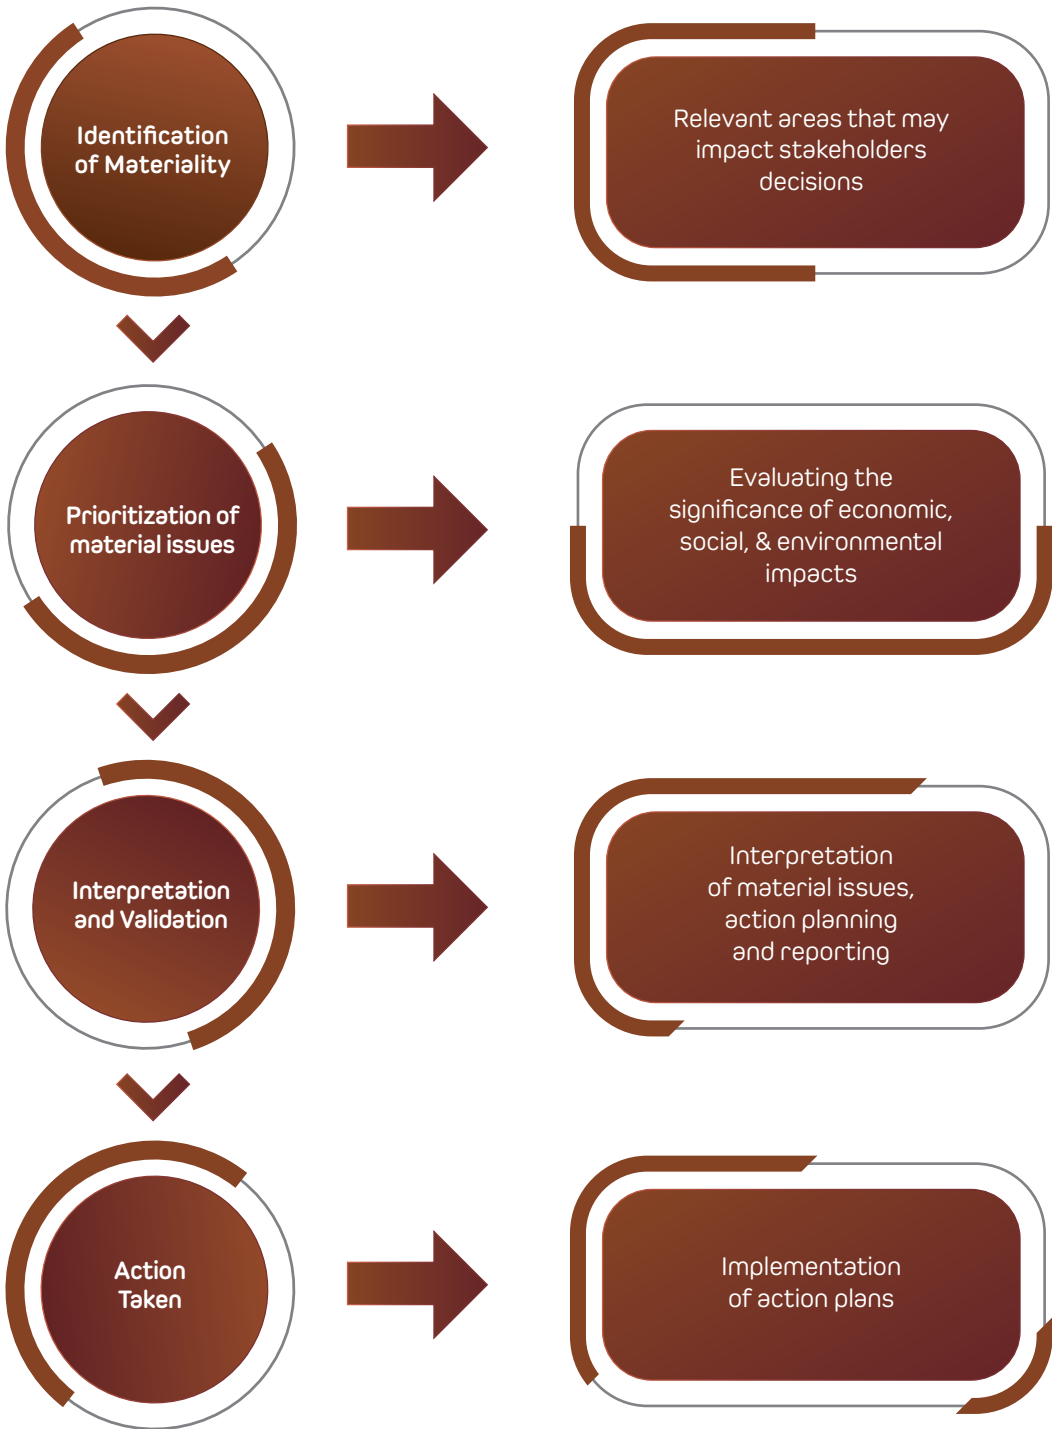 Identification
of Materiality
Relevant areas that may
impact stakeholders
decisions
Prioritization of
material issues
Evaluating the
significance of economic,
social, & environmental
impacts
Interpretation
and Validation
Interpretation
of material issues,
action planning
and reporting
Action
Taken
Implementation
of action plans